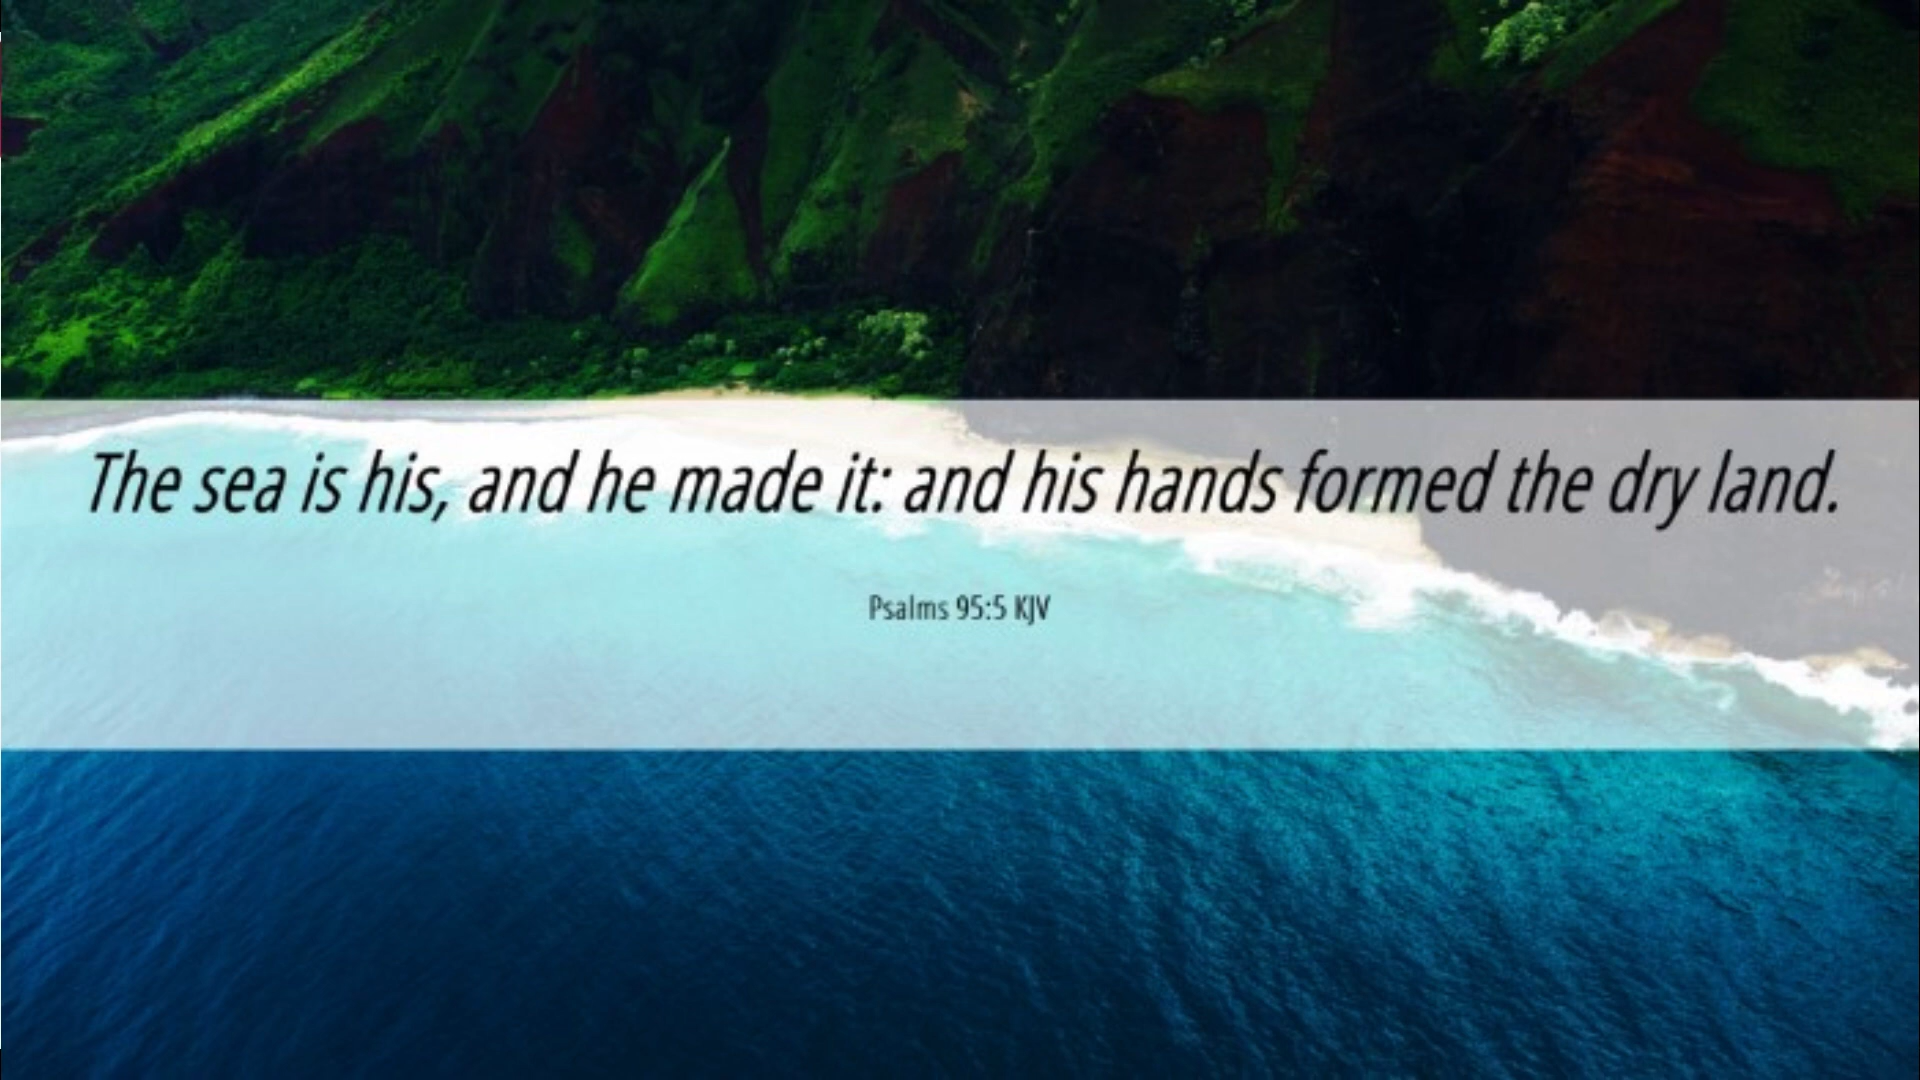 The sea is his, and he made it: and his hands formed the dry land.
Psalms 95:5 KJV